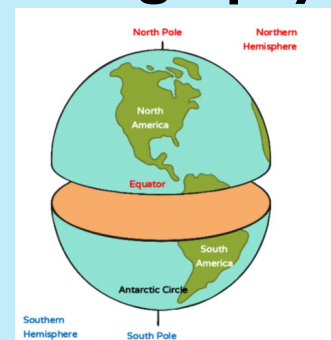 North Pole
Northern
Hemisphere
North
America
Equator
South
America
Antarctic Circle
Southern
Hemisphere
South Pole